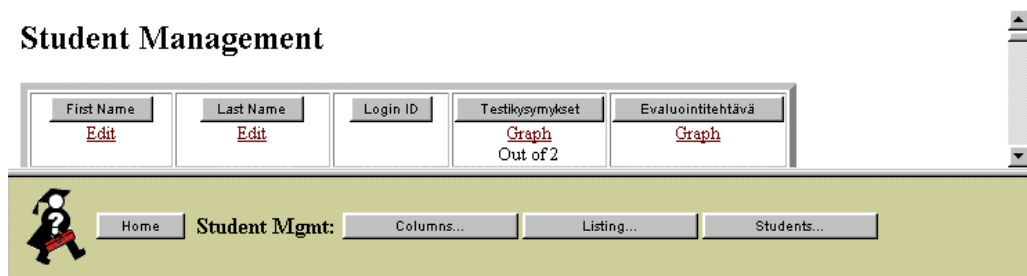 Student Management
First Name Last Name Login ID Testikysymykset Evaluointitehtävä
Edit Edit Graph Graph
Out of 2
?
Home Student Mgmt: Columns... Listing... Students...